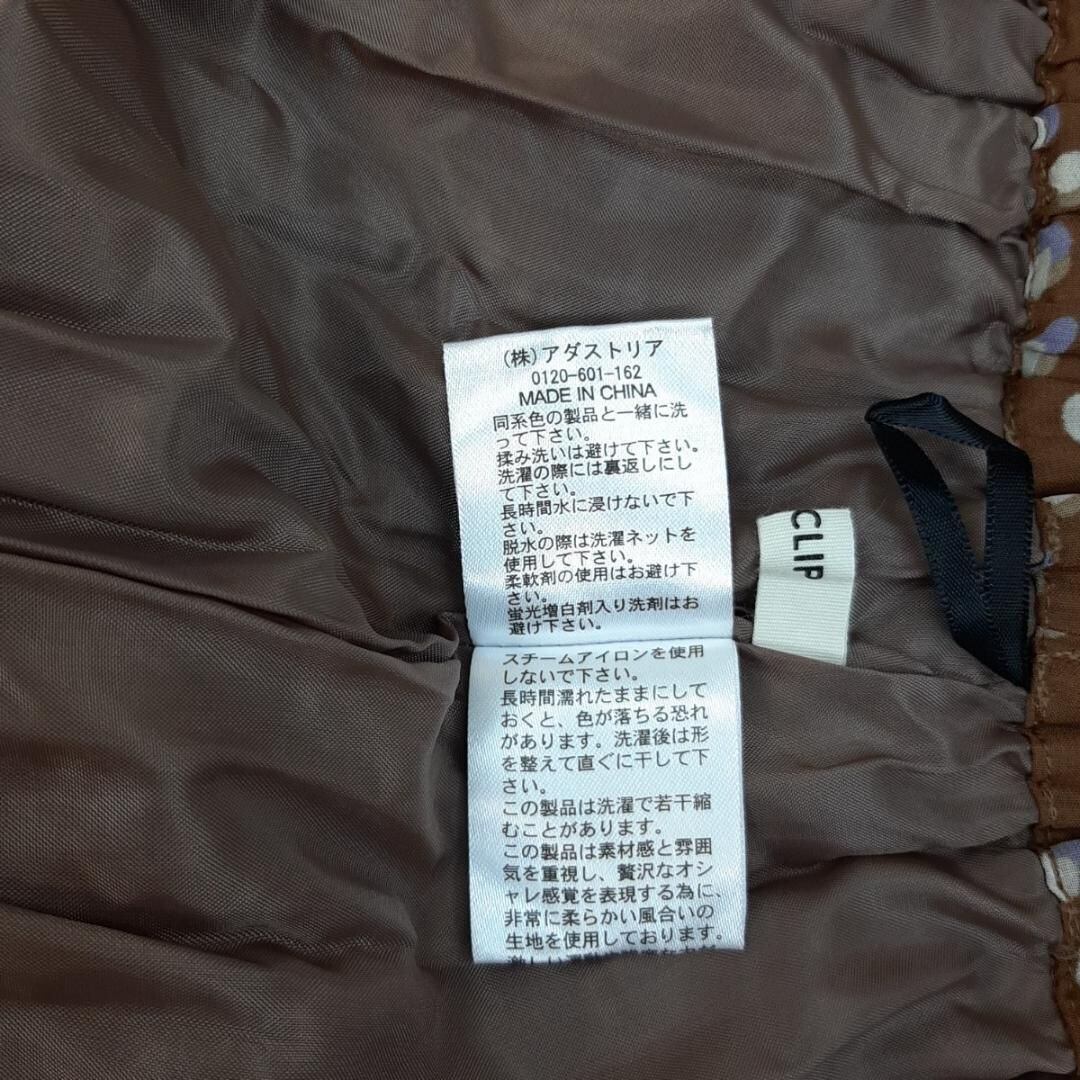 (株)アダストリア
0120-601-162
MADE IN CHINA
同系色の製品と一緒に洗
って下さい。
揉み洗いは避けて下さい。
洗濯の際には裏返しにし
て下さい。
長時間水に浸けないで下
さい。
脱水の際は洗濯ネットを
使用して下さい。
柔軟剤の使用はお避け下
さい。
蛍光増白剤入り洗剤はお
避け下さい。
スチームアイロンを使用
しないで下さい。
長時間濡れたままにして
おくと、色が落ちる恐れ
があります。洗濯後は形
を整えて直ぐに干して下
さい。
この製品は洗濯で若干縮
むことがあります。
この製品は素材感と雰囲
気を重視し、贅沢なオシ
ャレ感覚を表現する為に、
非常に柔らかい風合いの
生地を使用しております。
CLIP